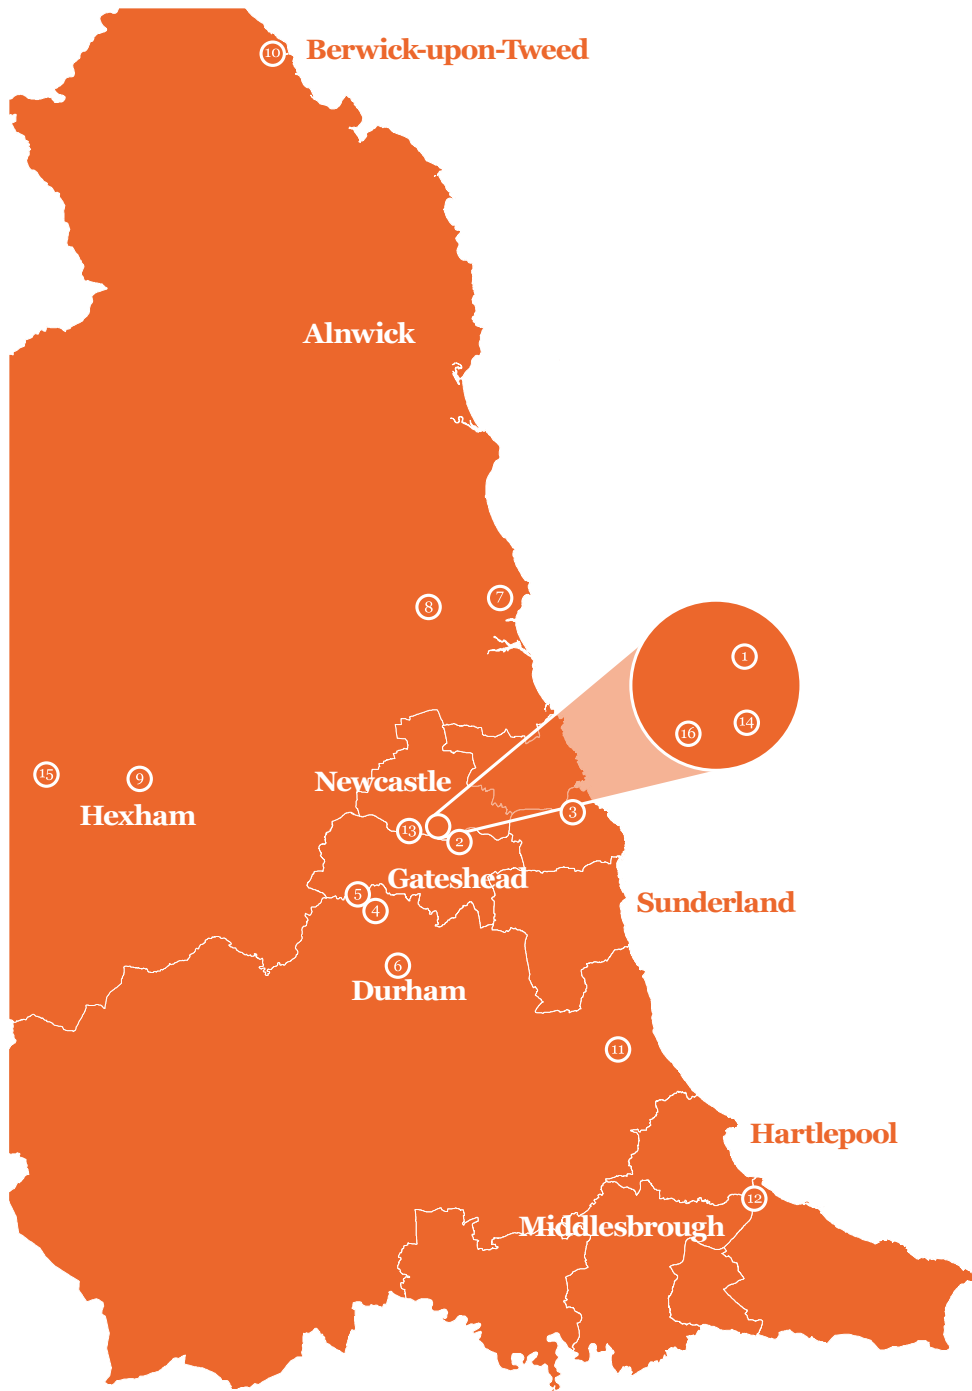 10 Berwick-upon-Tweed
Alnwick
7
8
1
14
16
15
9
Newcastle
Hexham
3
13
2
Gateshead
5
4
Sunderland
6
Durham
11
Hartlepool
12
Middlesbrough